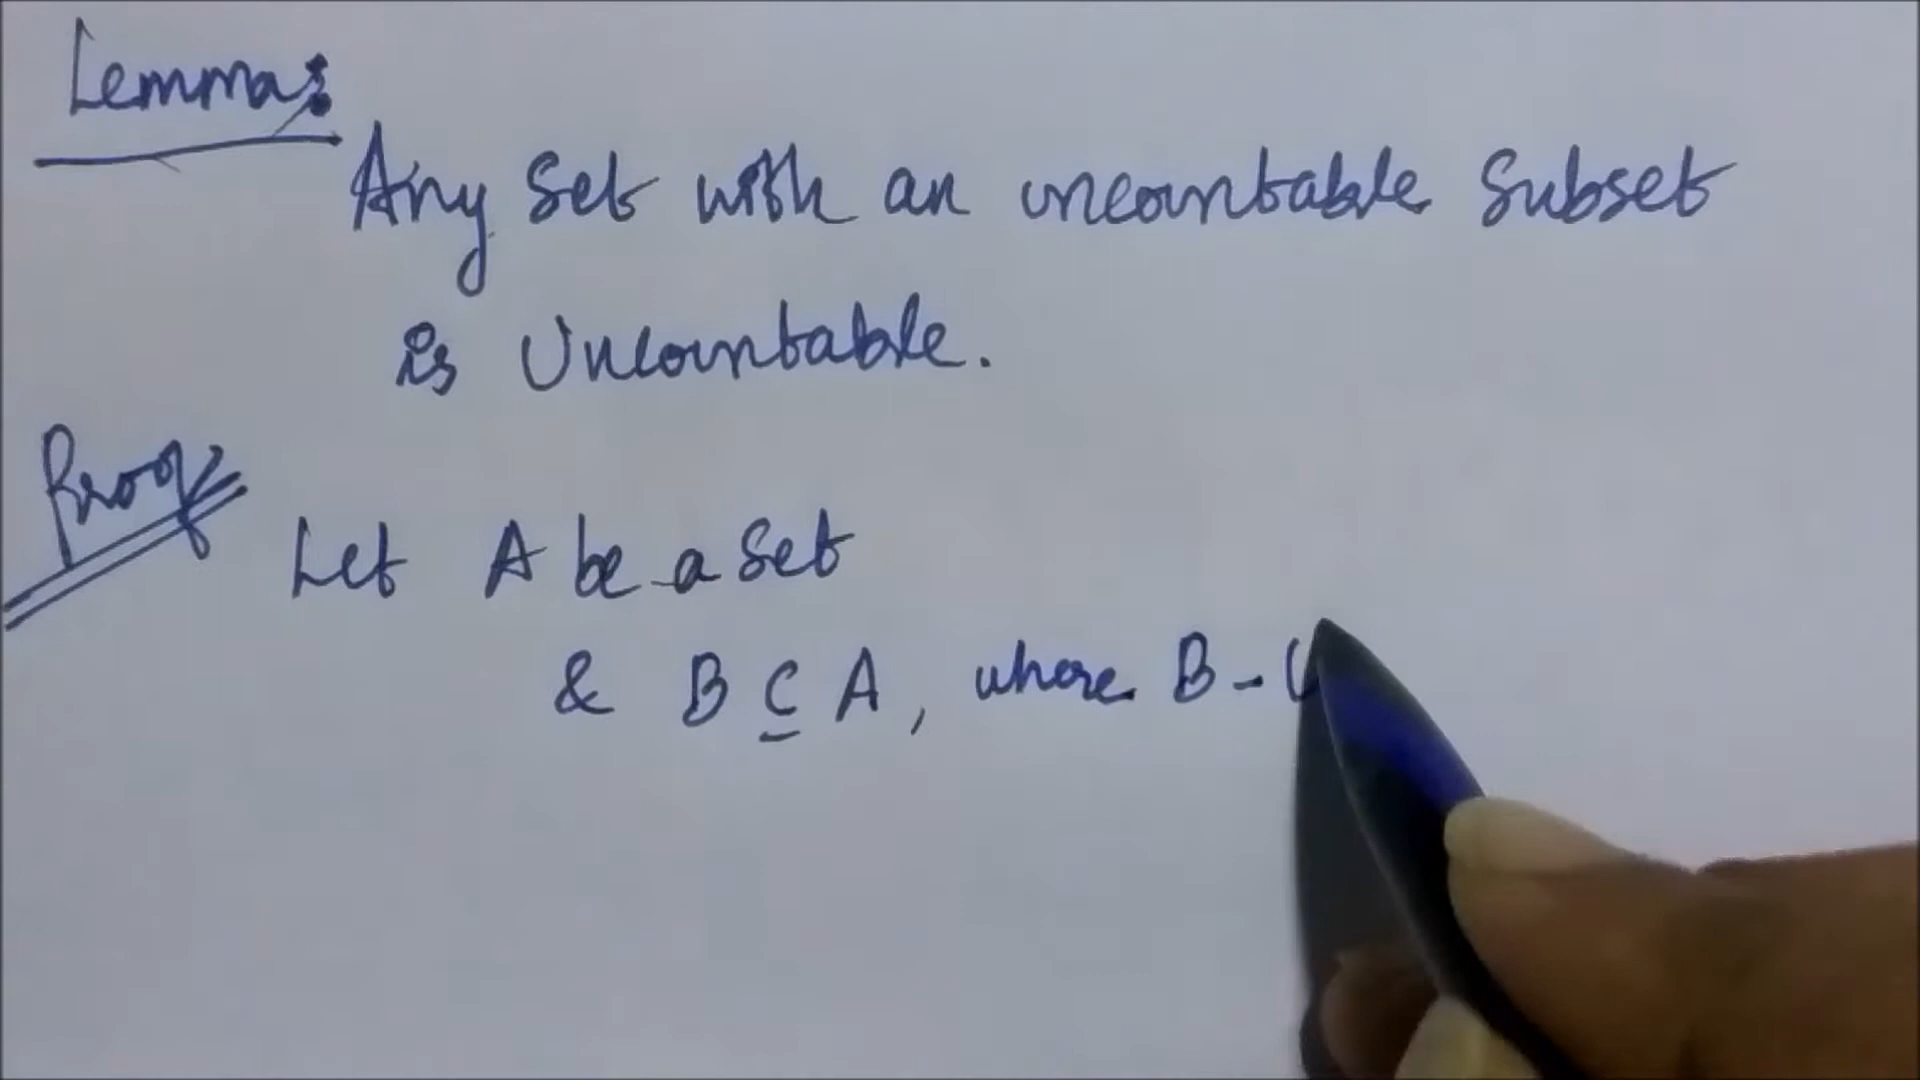 Lemma:
Any set with an uncountable subset
is Uncountable.
Proof
Let A be a set
& B ⊆ A, where B - U